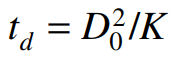 t_d = D_0^2/K